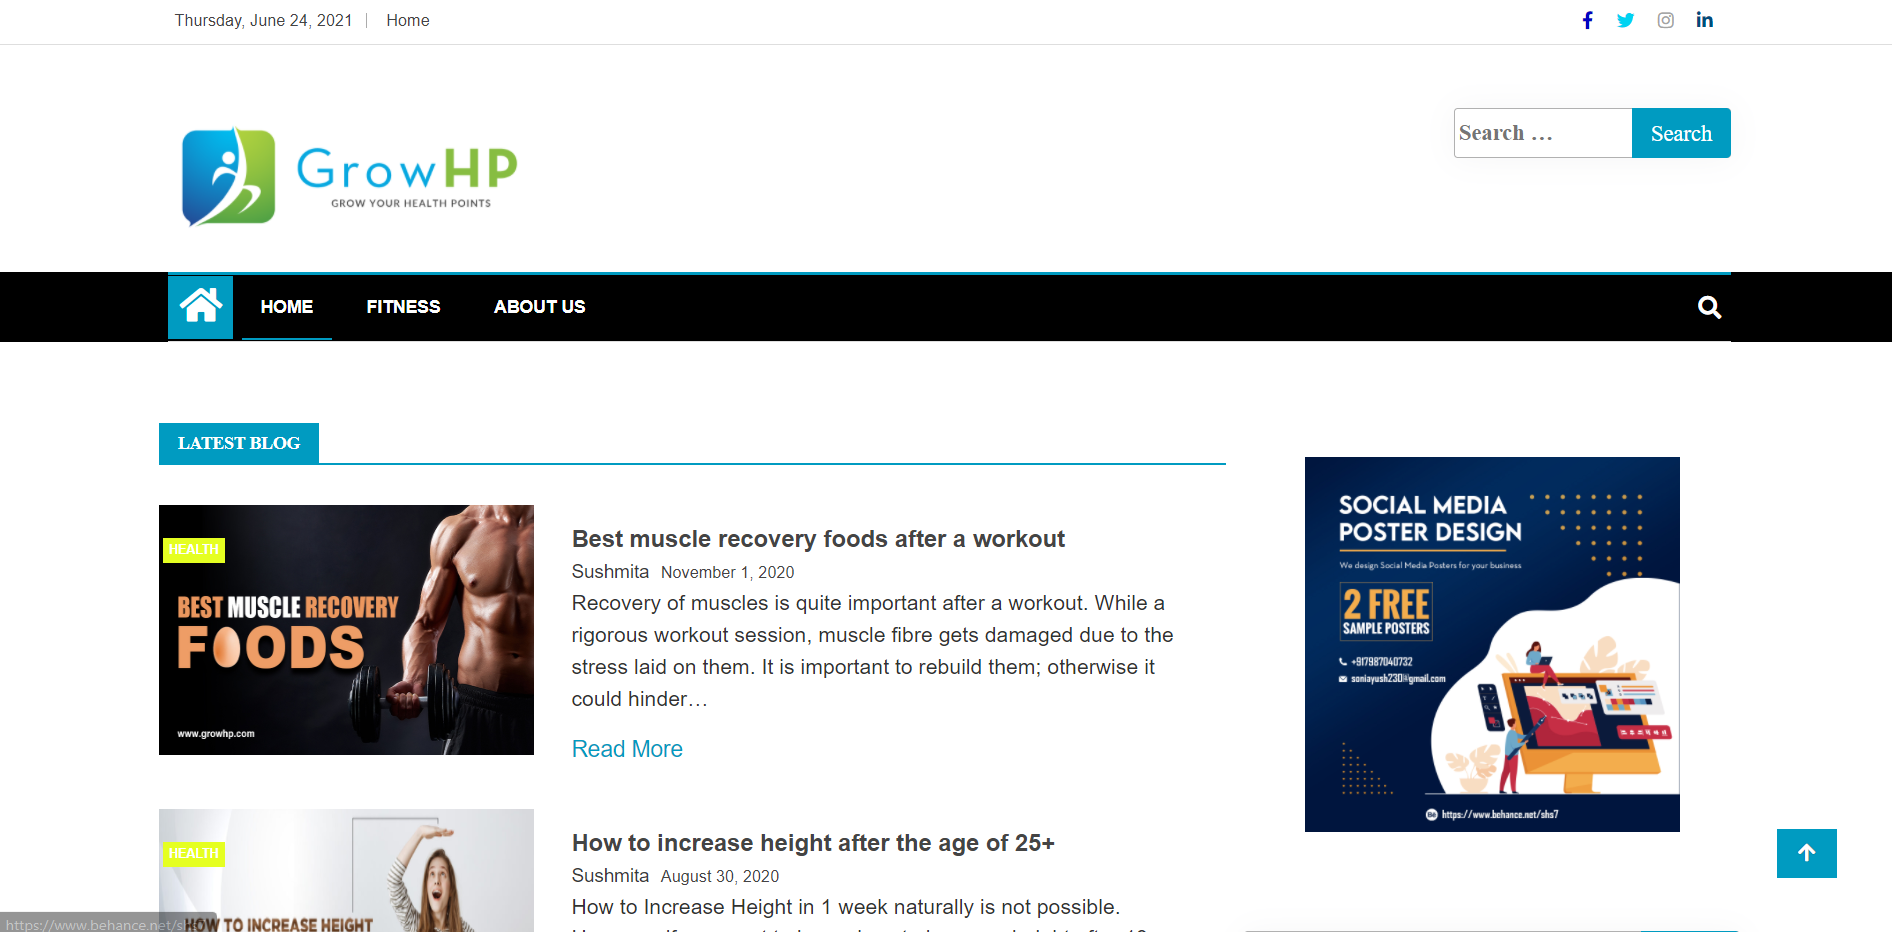 Thursday, June 24, 2021 | Home
GrowHP
GROW YOUR HEALTH POINTS
Search …
Search
HOME
FITNESS
ABOUT US
LATEST BLOG
HEALTH
BEST MUSCLE RECOVERY
FOODS
www.growhp.com
Best muscle recovery foods after a workout
Sushmita November 1, 2020
Recovery of muscles is quite important after a workout. While a
rigorous workout session, muscle fibre gets damaged due to the
stress laid on them. It is important to rebuild them; otherwise it
could hinder…
Read More
SOCIAL MEDIA
POSTER DESIGN
We design Social Media Posters for your business
2 FREE
SAMPLE POSTERS
+917987040732
soniayush230@gmail.com
Bē https://www.behance.net/shs7
HEALTH
HOW TO INCREASE HEIGHT
How to increase height after the age of 25+
Sushmita August 30, 2020
How to Increase Height in 1 week naturally is not possible.
https://www.behance.net/shs7